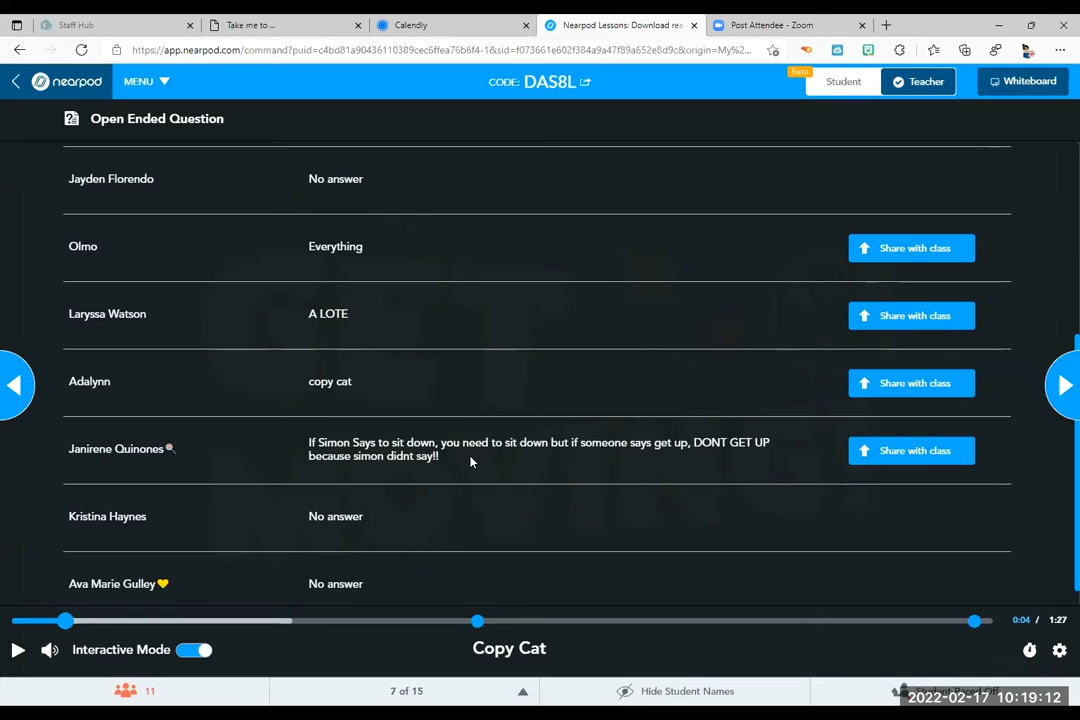 Staff Hub
Take me to ...
Calendly
Nearpod Lessons: Download rea
Post Attendee - Zoom
https://app.nearpod.com/command?puid=c4bd81a90436110389cec6ffea76b6f4-1&sid=f073661e602f384a9a47f89a652e8d9c&origin=My%2...
nearpod
MENU
CODE: DAS8L
Beta
Student
Teacher
Whiteboard
Open Ended Question
Jayden Florendo
No answer
Olmo
Everything
Share with class
Laryssa Watson
A LOTE
Share with class
Adalynn
copy cat
Share with class
Janirene Quinones
If Simon Says to sit down, you need to sit down but if someone says get up, DONT GET UP
because simon didnt say!!
Share with class
Kristina Haynes
No answer
Ava Marie Gulley
No answer
0:04 / 1:27
Interactive Mode
Copy Cat
11
7 of 15
Hide Student Names
Student Paced Off
2022-02-17 10:19:12